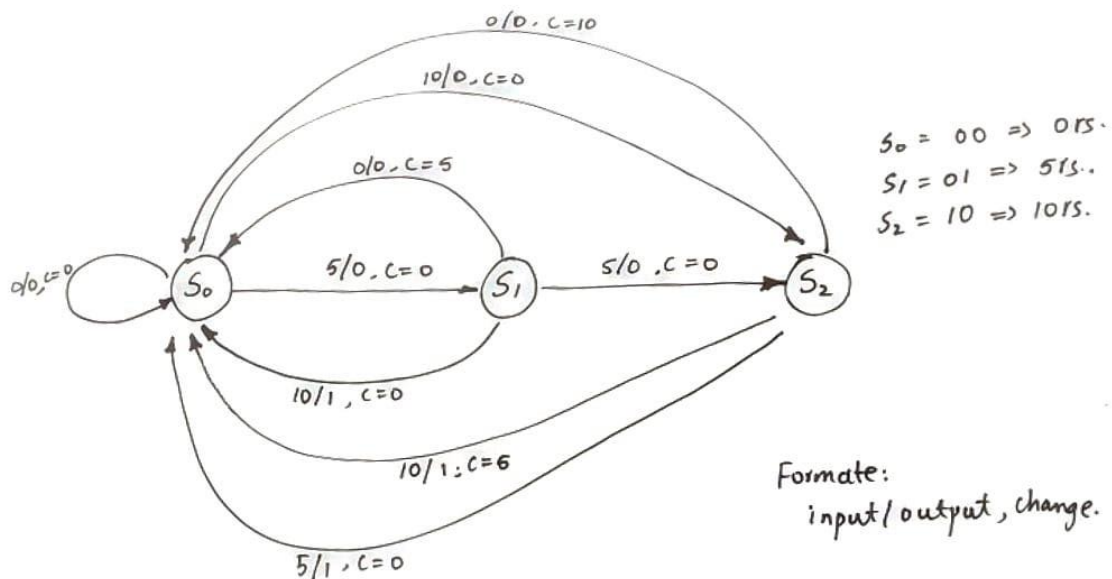 0/0, C=10
10/0, C=0
0/0, C=5
0/0, C=0
S0
5/0, C=0
S1
5/0, C=0
S2
10/1, C=0
10/1, C=5
5/1, C=0
S0 = 00 => 0rs.
S1 = 01 => 5rs..
S2 = 10 => 10rs.
Formate:
input/output, change.